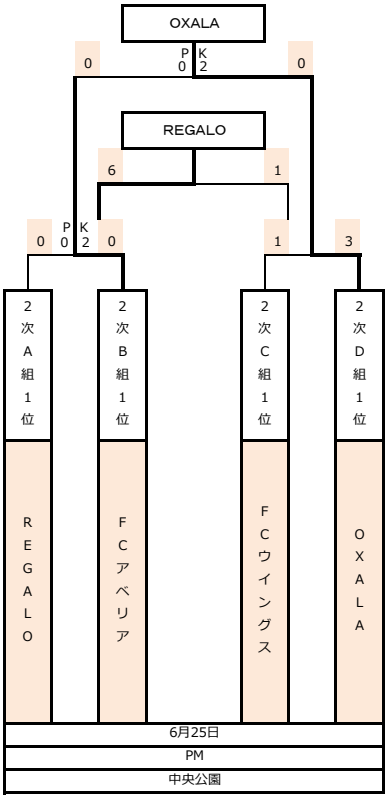 OXALA
0 PK 0
0 2
REGALO
6 1
PK
0 0 2 0 1 3
2次A組1位
2次B組1位
2次C組1位
2次D組1位
REGALO
FCアベリア
FCウイングス
OXALA
6月25日
PM
中央公園